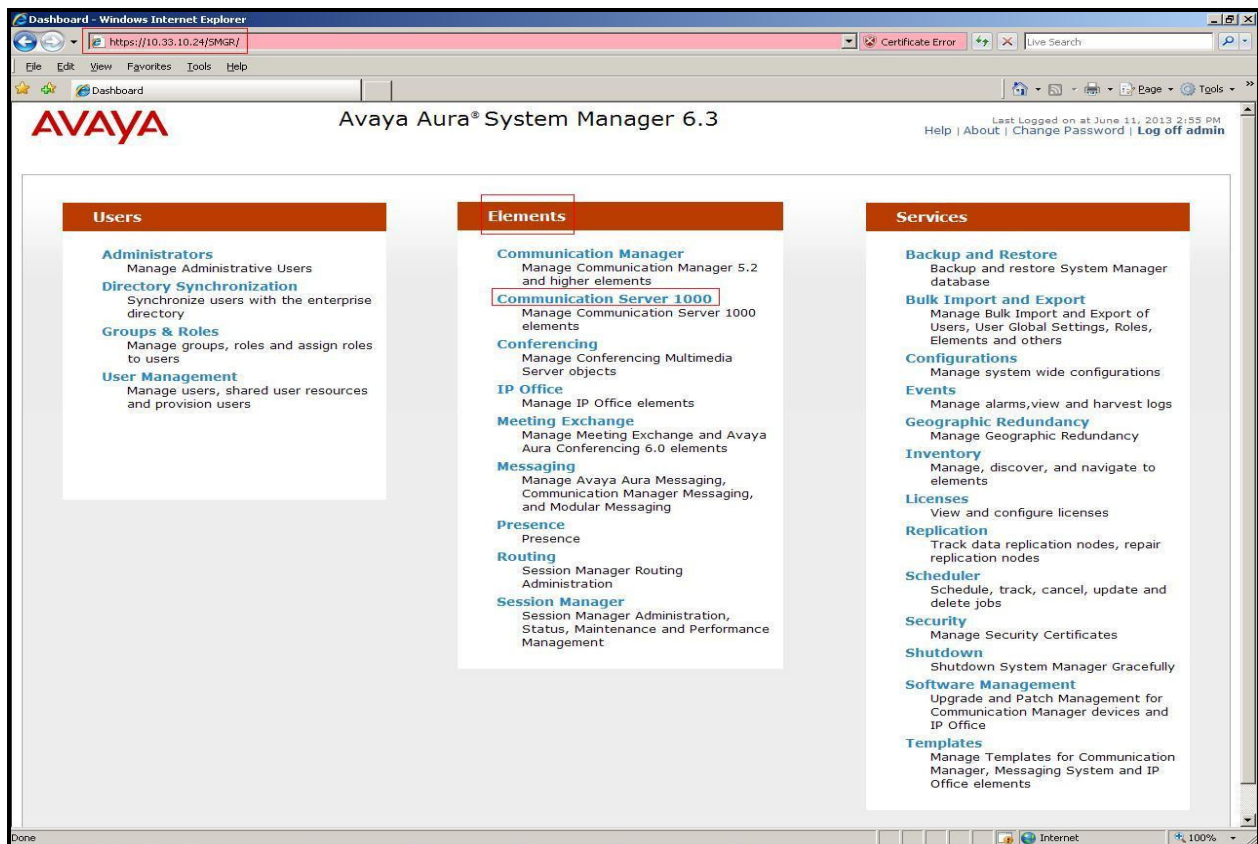 Dashboard - Windows Internet Explorer
https://10.33.10.24/SMGR/
Certificate Error
Live Search
File Edit View Favorites Tools Help
Dashboard
Page Tools
AVAYA
Avaya Aura® System Manager 6.3
Last Logged on at June 11, 2013 2:55 PM
Help | About | Change Password | Log off admin
Users
Administrators
Manage Administrative Users
Directory Synchronization
Synchronize users with the enterprise
directory
Groups & Roles
Manage groups, roles and assign roles
to users
User Management
Manage users, shared user resources
and provision users
Elements
Communication Manager
Manage Communication Manager 5.2
and higher elements
Communication Server 1000
Manage Communication Server 1000
elements
Conferencing
Manage Conferencing Multimedia
Server objects
IP Office
Manage IP Office elements
Meeting Exchange
Manage Meeting Exchange and Avaya
Aura Conferencing 6.0 elements
Messaging
Manage Avaya Aura Messaging,
Communication Manager Messaging,
and Modular Messaging
Presence
Presence
Routing
Session Manager Routing
Administration
Session Manager
Session Manager Administration,
Status, Maintenance and Performance
Management
Services
Backup and Restore
Backup and restore System Manager
database
Bulk Import and Export
Manage Bulk Import and Export of
Users, User Global Settings, Roles,
Elements and others
Configurations
Manage system wide configurations
Events
Manage alarms,view and harvest logs
Geographic Redundancy
Manage Geographic Redundancy
Inventory
Manage, discover, and navigate to
elements
Licenses
View and configure licenses
Replication
Track data replication nodes, repair
replication nodes
Scheduler
Schedule, track, cancel, update and
delete jobs
Security
Manage Security Certificates
Shutdown
Shutdown System Manager Gracefully
Software Management
Upgrade and Patch Management for
Communication Manager devices and
IP Office
Templates
Manage Templates for Communication
Manager, Messaging System and IP
Office elements
Done
Internet
100%